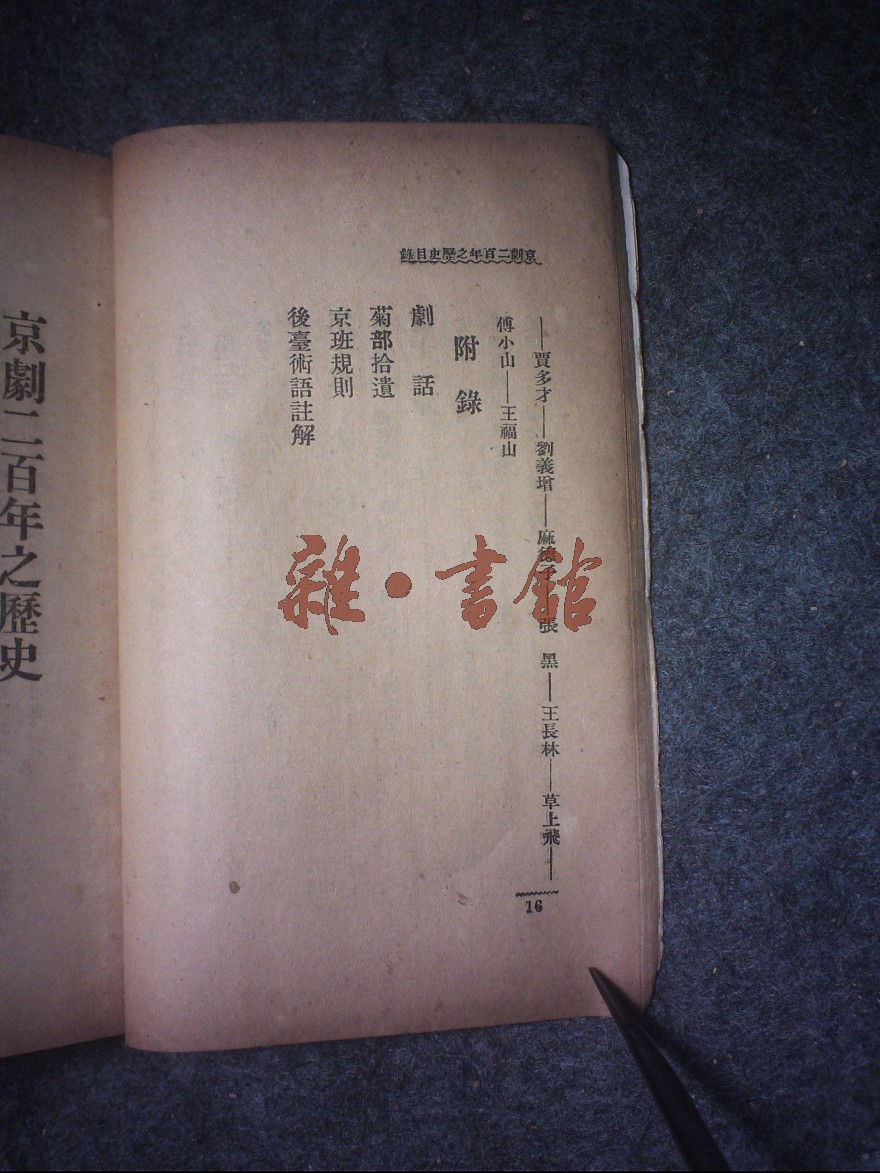 京劇二百年之歷史目錄
——賈多才——劉義增——麻德子 張 黑——王長林——草上飛——
傅小山——王福山
附錄
劇話
菊部拾遺
京班規則
後臺術語註解
16
京劇二百年之歷史
雜·書館